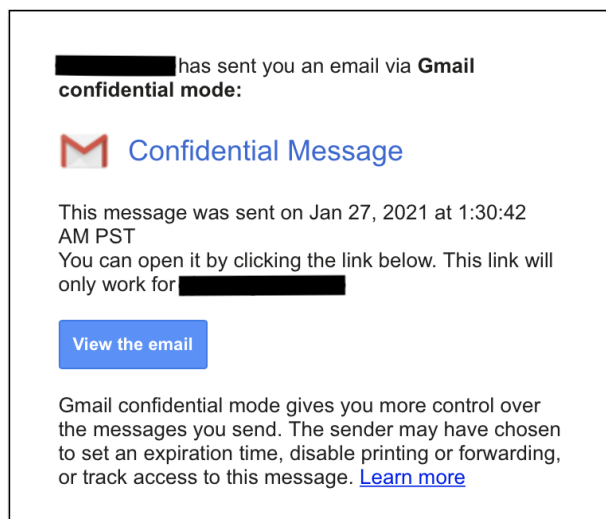 has sent you an email via Gmail
confidential mode:
Confidential Message
This message was sent on Jan 27, 2021 at 1:30:42
AM PST
You can open it by clicking the link below. This link will
only work for
View the email
Gmail confidential mode gives you more control over
the messages you send. The sender may have chosen
to set an expiration time, disable printing or forwarding,
or track access to this message. Learn more